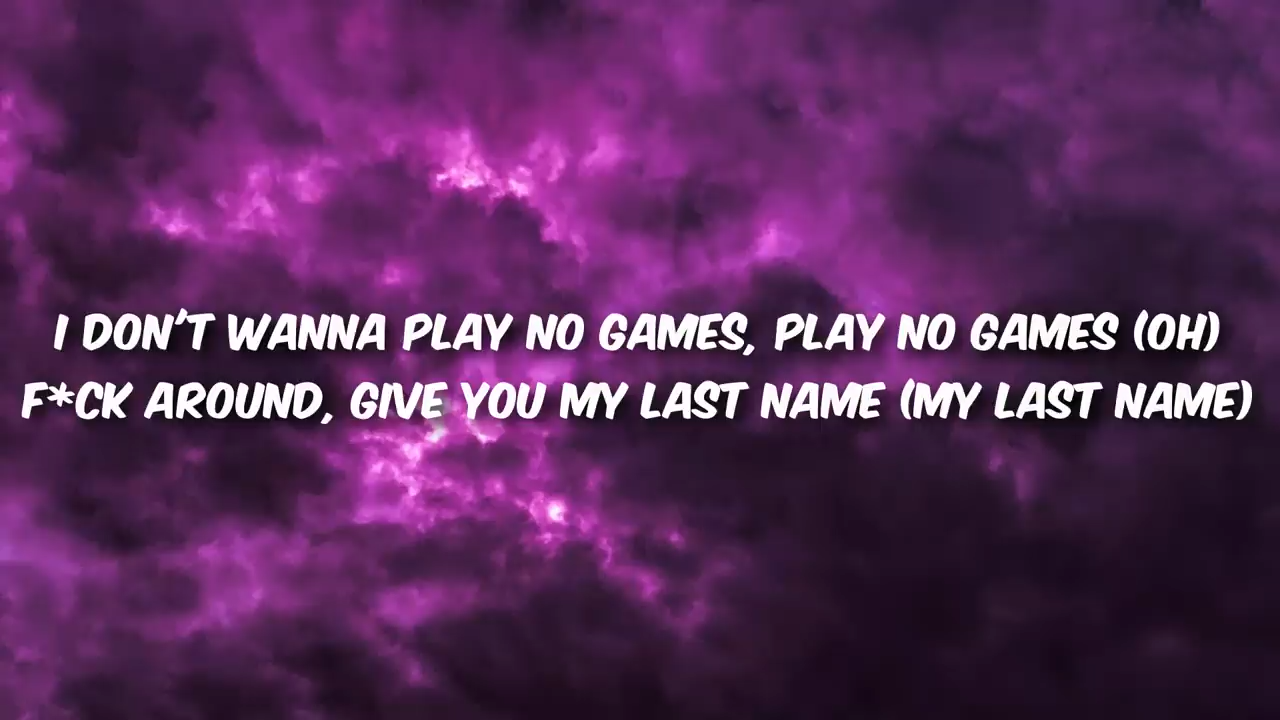 I DON'T WANNA PLAY NO GAMES, PLAY NO GAMES (OH)
F*CK AROUND, GIVE YOU MY LAST NAME (MY LAST NAME)